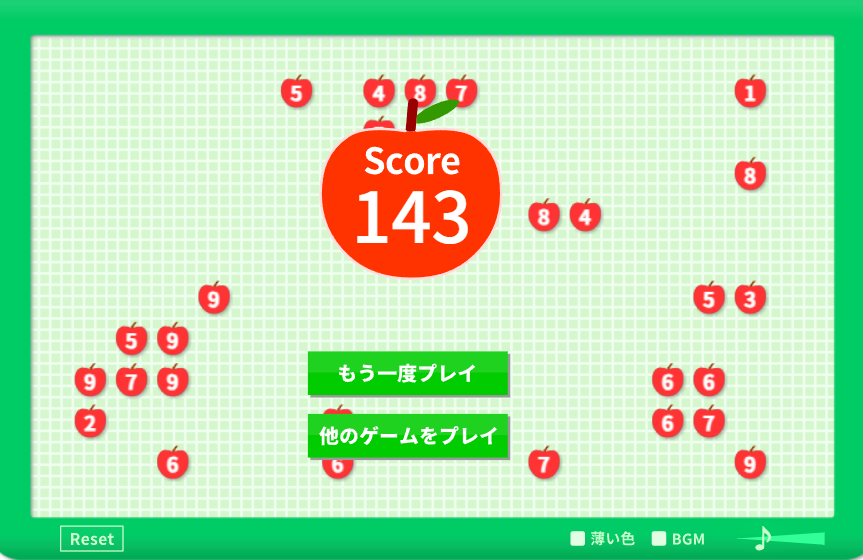 5 4 8 7 1
Score
143
8
8 4
9 5 3
5 9
9 7 9 6 6
もう一度プレイ
2 6 7
他のゲームをプレイ
6 6 7 9
Reset
薄い色
BGM